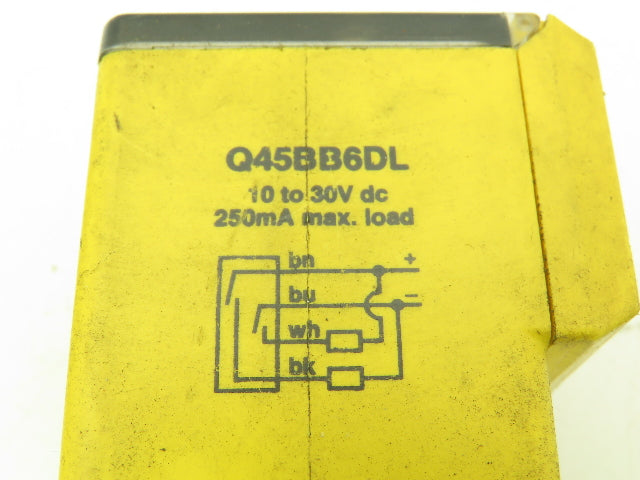 Q45BB6DL
10 to 30V dc
250mA max. load
bn +
bu –
wh
bk